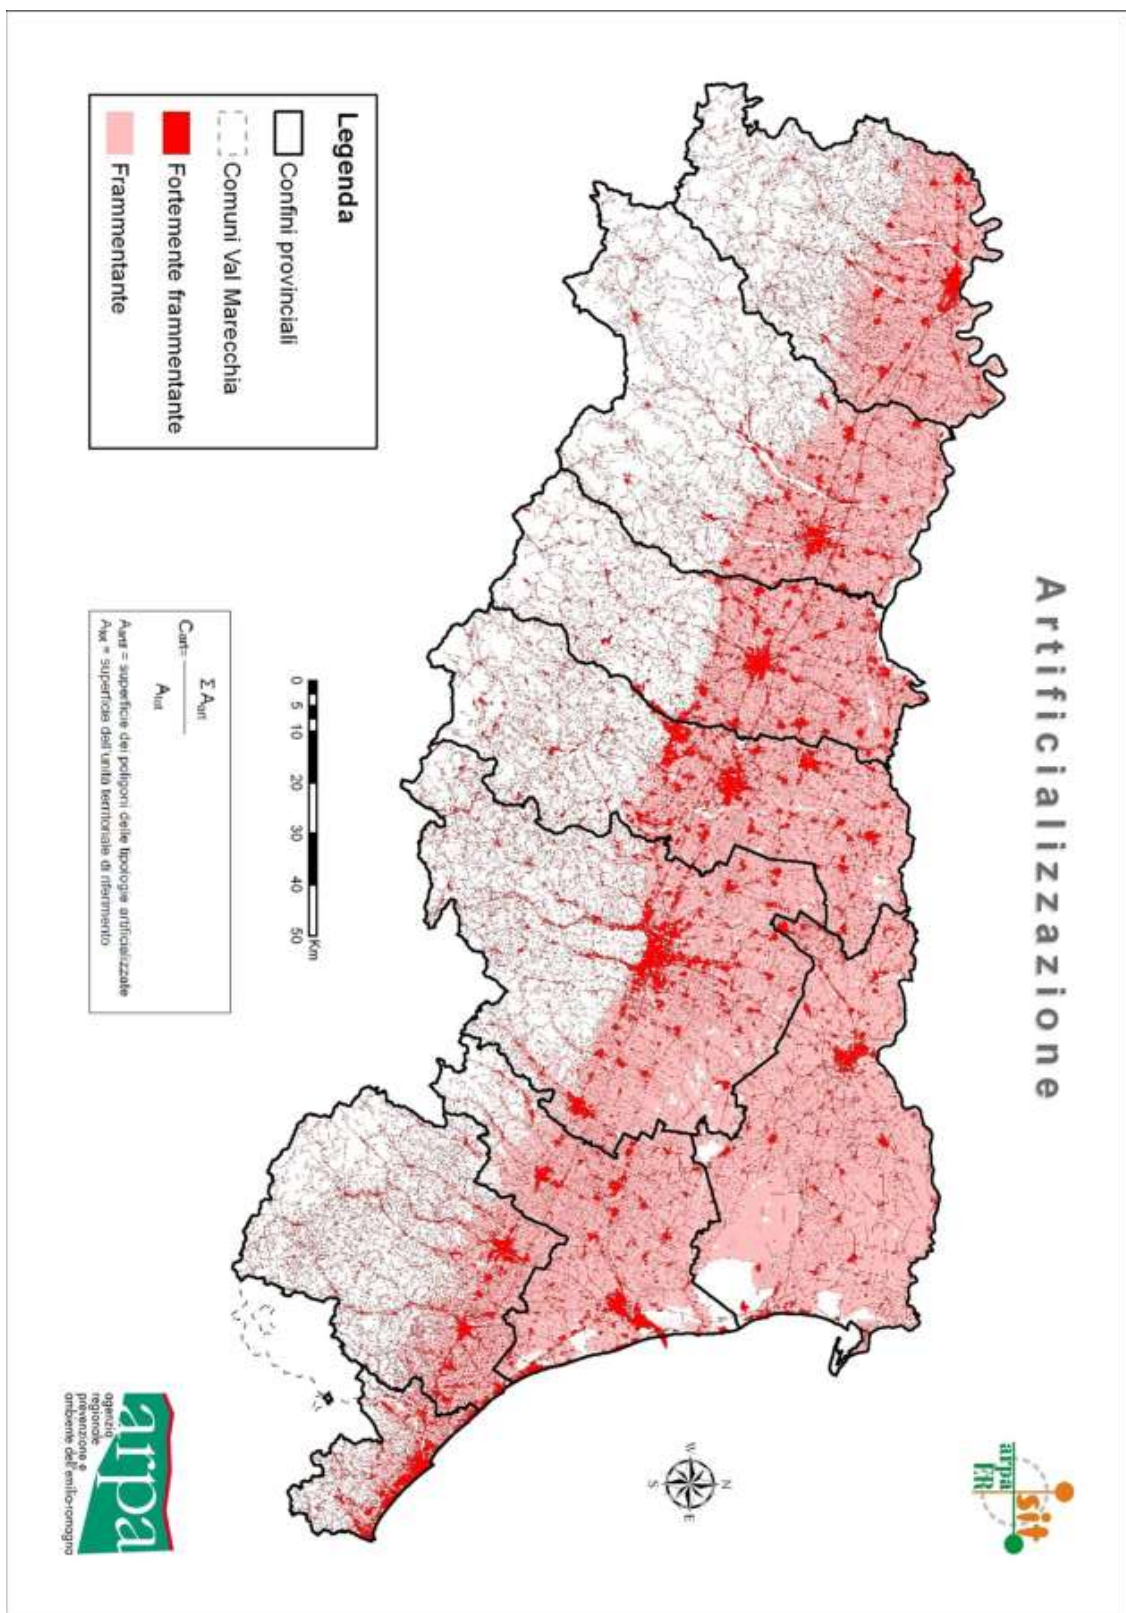 Artificializzazione
sit
arpa
ER
N
W
E
S
Legenda
Confini provinciali
Comuni Val Marecchia
Fortemente frammentante
Frammentante
0 5 10 20 30 40 50
Km
Σ Aart
Cart=
Atot
Aartif = superficie dei poligoni delle tipologie artificializzate
Atot = superficie dell'unità territoriale di riferimento
arpa
agenzia
regionale
prevenzione e
ambiente dell'emilia-romagna